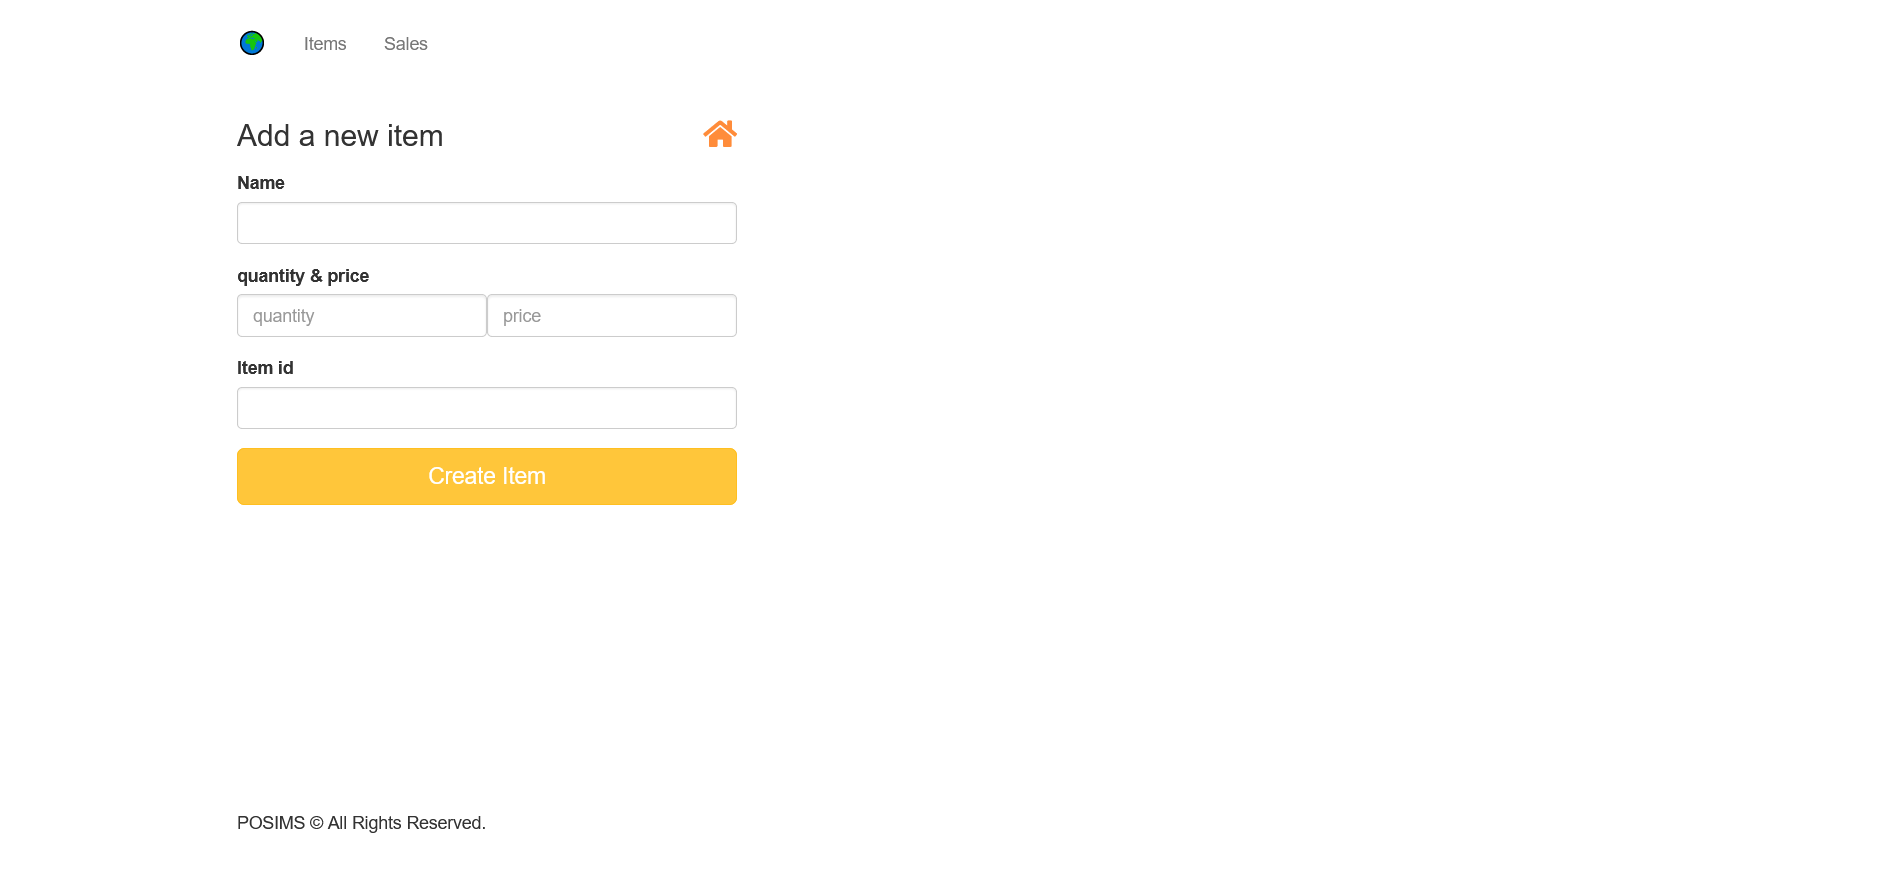 Items Sales
Add a new item
Name
quantity & price
quantity price
Item id
Create Item
POSIMS © All Rights Reserved.